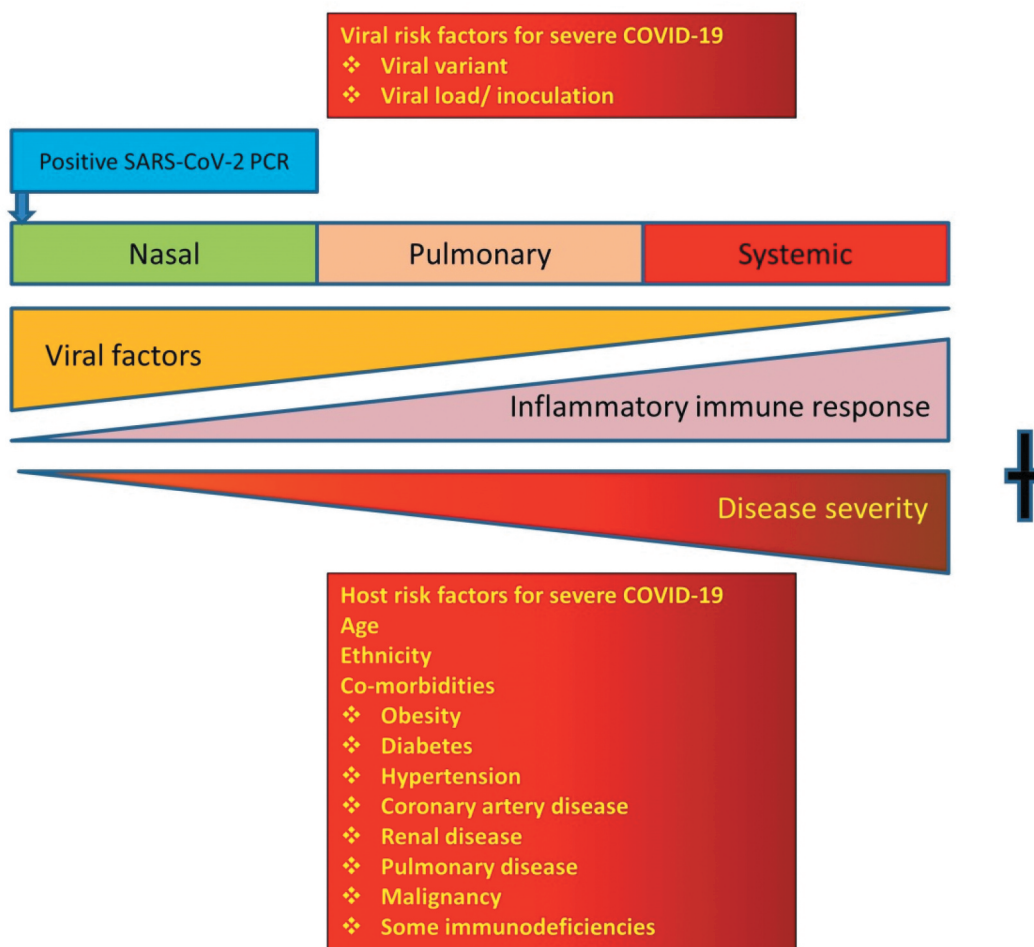 Viral risk factors for severe COVID-19
❖ Viral variant
❖ Viral load/ inoculation
Positive SARS-CoV-2 PCR
Nasal
Pulmonary
Systemic
Viral factors
Inflammatory immune response
Disease severity
Host risk factors for severe COVID-19
Age
Ethnicity
Co-morbidities
❖ Obesity
❖ Diabetes
❖ Hypertension
❖ Coronary artery disease
❖ Renal disease
❖ Pulmonary disease
❖ Malignancy
❖ Some immunodeficiencies